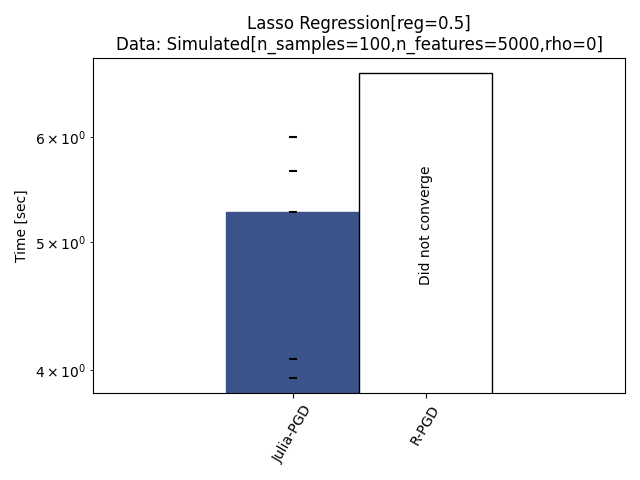 Lasso Regression[reg=0.5]
Data: Simulated[n_samples=100,n_features=5000,rho=0]
6 × 10⁰
5 × 10⁰
4 × 10⁰
Time [sec]
Did not converge
Julia-PGD
R-PGD